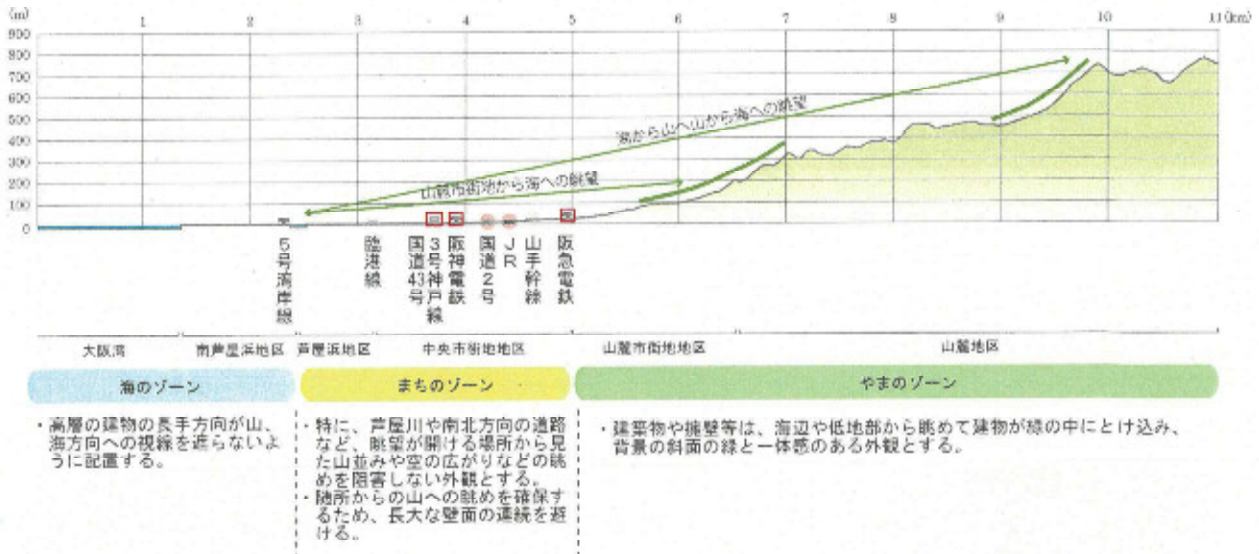 (m)
1 2 3 4 5 6 7 8 9 10 11(km)
900
800
700
600
500
400
300
200
100
0
海から山へ山から海への眺望
山麓市街地から海への眺望
5号湾岸線
臨港線
国道43号
3号神戸線
阪神電鉄
国道2号
JR
山手幹線
阪急電鉄
大阪湾 南芦屋浜地区 芦屋浜地区 中央市街地地区 山麓市街地地区 山麓地区
海のゾーン まちのゾーン やまのゾーン
・高層の建物の長手方向が山、
海方向への視線を遮らないよ
うに配置する。
・特に、芦屋川や南北方向の道路
など、眺望が開ける場所から見
た山並みや空の広がりなどの眺
めを阻害しない外観とする。
・随所からの山への眺めを確保す
るため、長大な壁面の連続を避
ける。
・建築物や擁壁等は、海辺や低地部から眺めて建物が緑の中にとけ込み、
背景の斜面の緑と一体感のある外観とする。